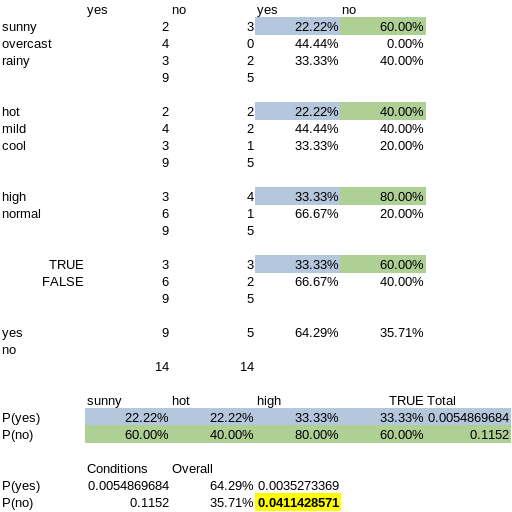 yes no yes no
sunny 2 3 22.22% 60.00%
overcast 4 0 44.44% 0.00%
rainy 3 2 33.33% 40.00%
9 5
hot 2 2 22.22% 40.00%
mild 4 2 44.44% 40.00%
cool 3 1 33.33% 20.00%
9 5
high 3 4 33.33% 80.00%
normal 6 1 66.67% 20.00%
9 5
TRUE 3 3 33.33% 60.00%
FALSE 6 2 66.67% 40.00%
9 5
yes 9 5 64.29% 35.71%
no
14 14
sunny hot high TRUE Total
P(yes) 22.22% 22.22% 33.33% 33.33% 0.0054869684
P(no) 60.00% 40.00% 80.00% 60.00% 0.1152
Conditions Overall
P(yes) 0.0054869684 64.29% 0.0035273369
P(no) 0.1152 35.71% 0.0411428571